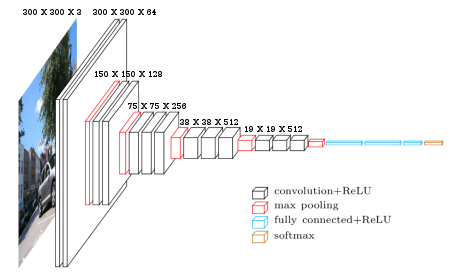 300 X 300 X 3
300 X 300 X 64
150 X 150 X 128
75 X 75 X 256
38 X 38 X 512
19 X 19 X 512
convolution+ReLU
max pooling
fully connected+ReLU
softmax